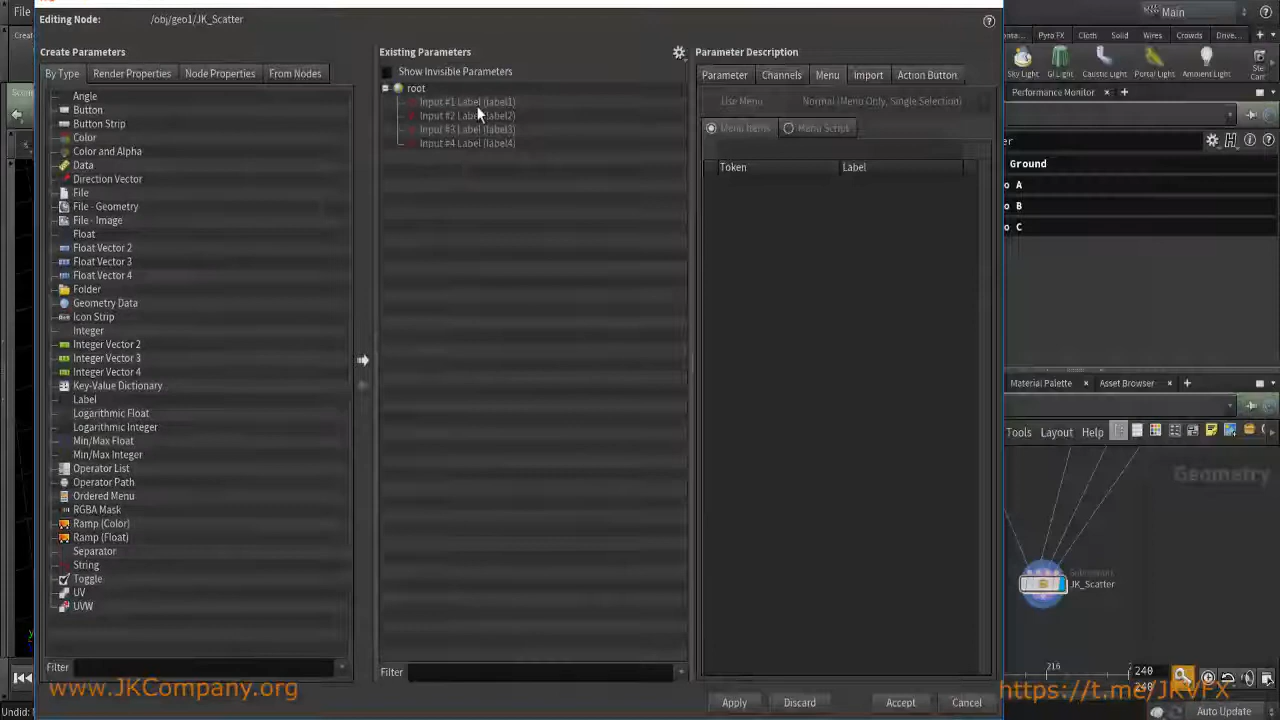 File
Editing Node: /obj/geo1/JK_Scatter
Main
Create Parameters
Existing Parameters
Parameter Description
By Type
Render Properties
Node Properties
From Nodes
Show Invisible Parameters
Parameter
Channels
Menu
Import
Action Button
Angle
Button
Button Strip
Color
Color and Alpha
Data
Direction Vector
File
File - Geometry
File - Image
Float
Float Vector 2
Float Vector 3
Float Vector 4
Folder
Geometry Data
Icon Strip
Integer
Integer Vector 2
Integer Vector 3
Integer Vector 4
Key-Value Dictionary
Label
Logarithmic Float
Logarithmic Integer
Min/Max Float
Min/Max Integer
Operator List
Operator Path
Ordered Menu
RGBA Mask
Ramp (Color)
Ramp (Float)
Separator
String
Toggle
UV
UVW
Filter
root
Input #1 Label (label1)
Input #2 Label (label2)
Input #3 Label (label3)
Input #4 Label (label4)
Filter
Use Menu
Normal (Menu Only, Single Selection)
Menu Items
Menu Script
Token
Label
Apply
Discard
Accept
Cancel
Pyro FX
Cloth
Solid
Wires
Crowds
Drive...
Sky Light
GI Light
Caustic Light
Portal Light
Ambient Light
Performance Monitor
Ground
A
B
C
Material Palette
Asset Browser
Tools
Layout
Help
Geometry
JK_Scatter
216
240
240
Auto Update
www.JKCompany.org
https://t.me/JKVFX